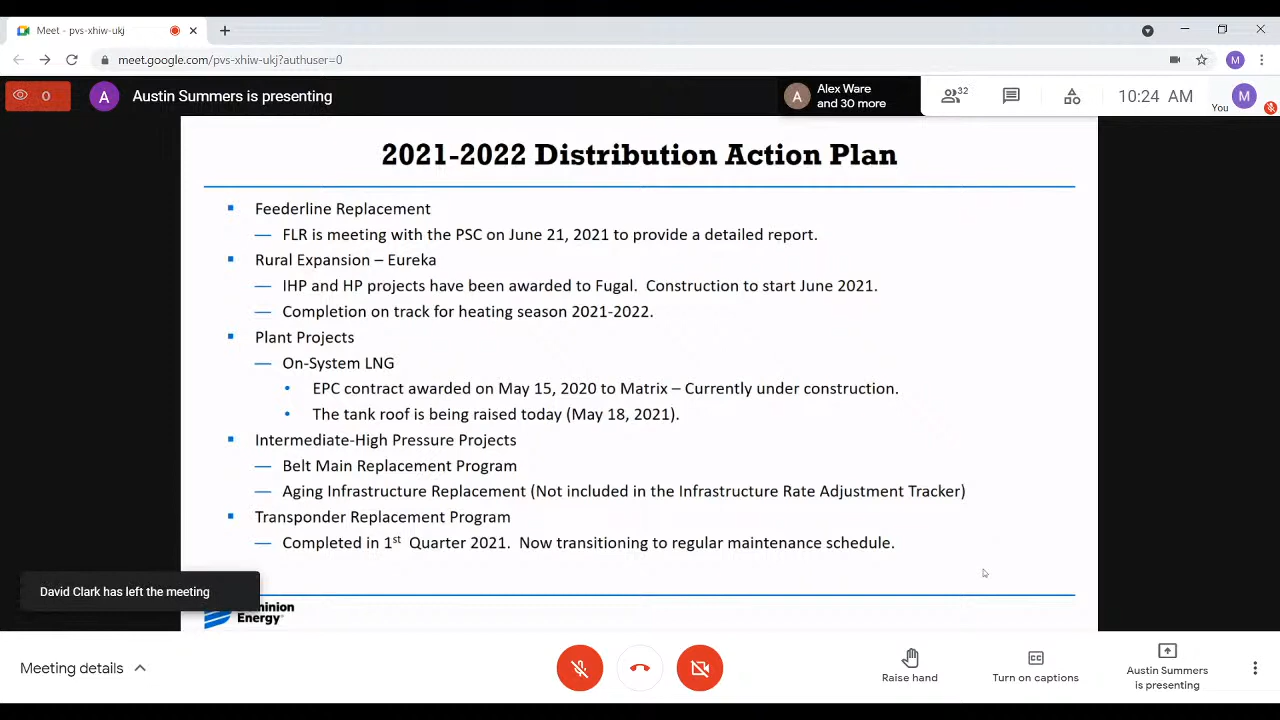 Meet - pvs-xhiw-ukj
meet.google.com/pvs-xhiw-ukj?authuser=0
M
0
A
Austin Summers is presenting
A
Alex Ware
and 30 more
32
10:24 AM
You
M
2021-2022 Distribution Action Plan
Feederline Replacement
— FLR is meeting with the PSC on June 21, 2021 to provide a detailed report.
Rural Expansion – Eureka
— IHP and HP projects have been awarded to Fugal. Construction to start June 2021.
— Completion on track for heating season 2021-2022.
Plant Projects
— On-System LNG
• EPC contract awarded on May 15, 2020 to Matrix – Currently under construction.
• The tank roof is being raised today (May 18, 2021).
Intermediate-High Pressure Projects
— Belt Main Replacement Program
— Aging Infrastructure Replacement (Not included in the Infrastructure Rate Adjustment Tracker)
Transponder Replacement Program
— Completed in 1st Quarter 2021. Now transitioning to regular maintenance schedule.
David Clark has left the meeting
Energy
Meeting details
Raise hand
CC
Turn on captions
Austin Summers
is presenting